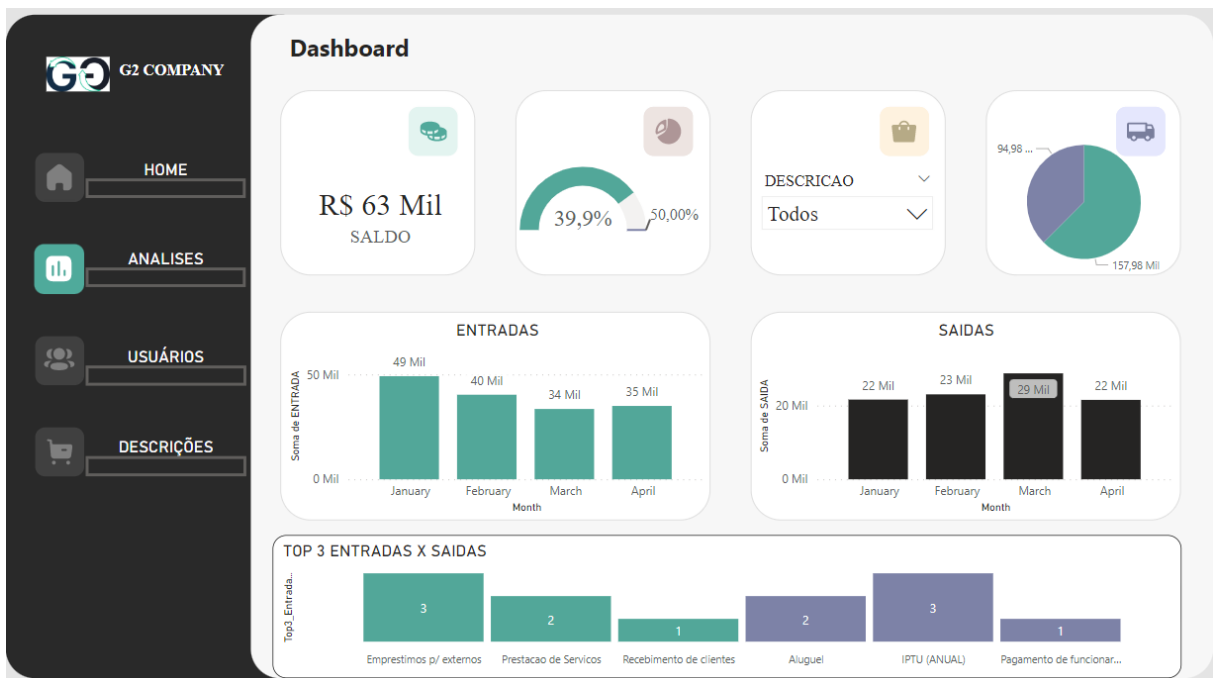 Dashboard
G2 COMPANY
HOME
ANALISES
USUÁRIOS
DESCRIÇÕES
R$ 63 Mil
SALDO
39,9%
50,00%
DESCRICAO
Todos
94,98 ...
157,98 Mil
ENTRADAS
Soma de ENTRADA
50 Mil
0 Mil
49 Mil
40 Mil
34 Mil
35 Mil
January February March April
Month
SAIDAS
Soma de SAIDA
20 Mil
0 Mil
22 Mil
23 Mil
29 Mil
22 Mil
January February March April
Month
TOP 3 ENTRADAS X SAIDAS
Top3_Entrada...
3 2 1 2 3 1
Emprestimos p/ externos Prestacao de Servicos Recebimento de clientes Aluguel IPTU (ANUAL) Pagamento de funcionar...